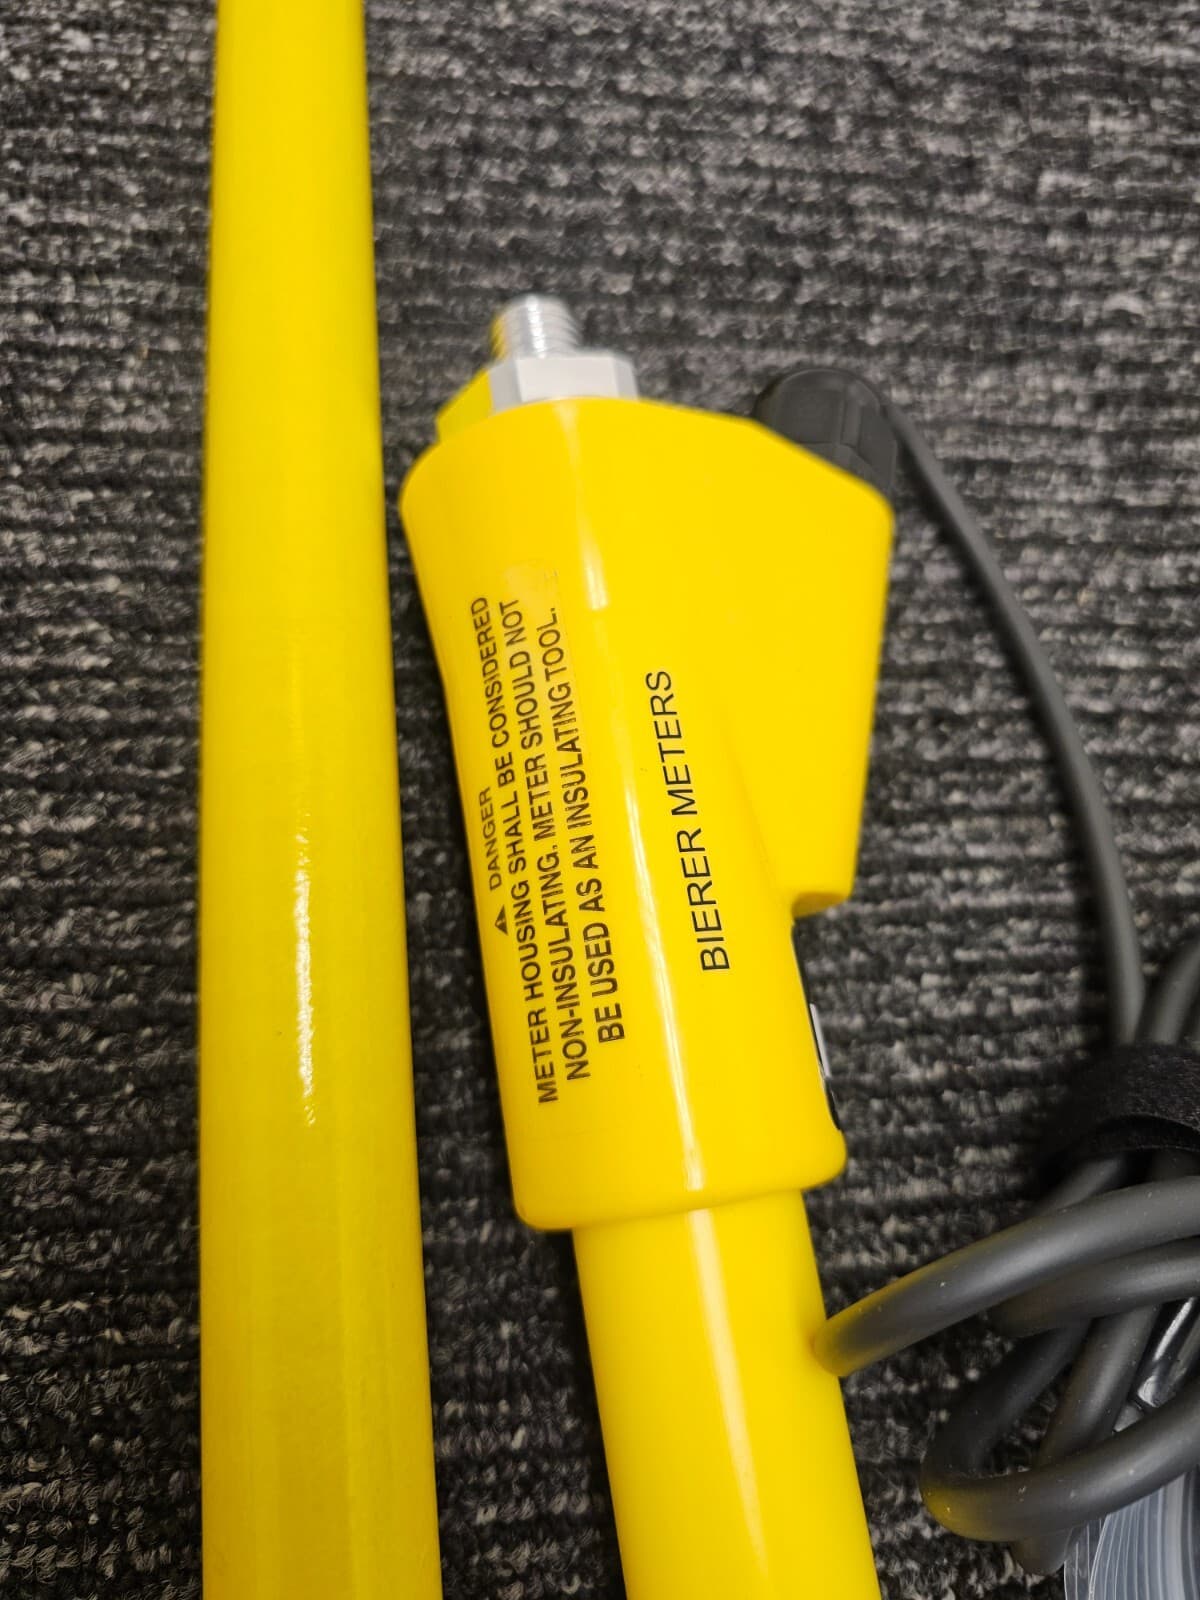 ⚠ DANGER
METER HOUSING SHALL BE CONSIDERED
NON-INSULATING. METER SHOULD NOT
BE USED AS AN INSULATING TOOL.
BIERER METERS